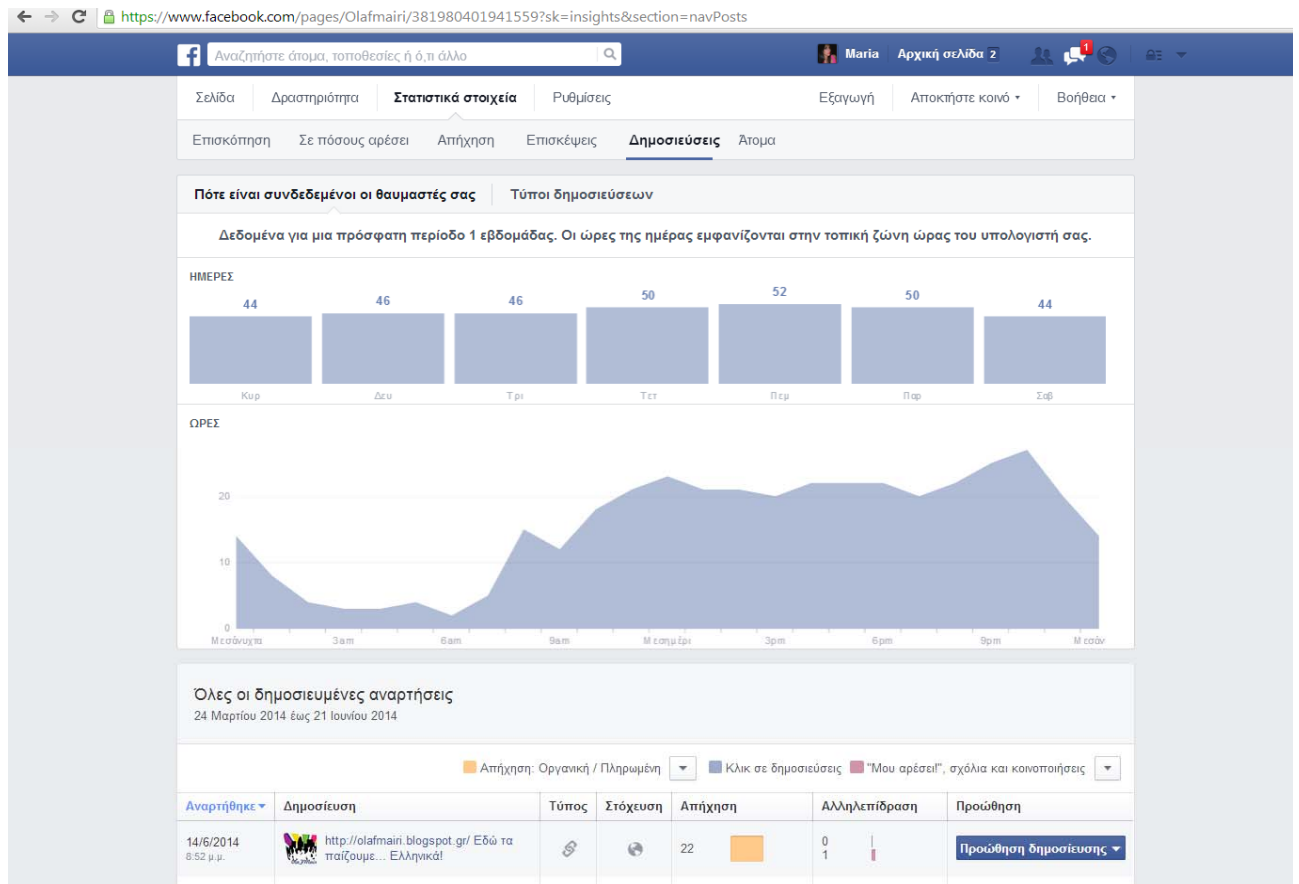 https://www.facebook.com/pages/Olafmairi/381980401941559?sk=insights&section=navPosts
Αναζητήστε άτομα, τοποθεσίες ή ό,τι άλλο Maria Αρχική σελίδα 2 1
Σελίδα Δραστηριότητα Στατιστικά στοιχεία Ρυθμίσεις Εξαγωγή Αποκτήστε κοινό Βοήθεια
Επισκόπηση Σε πόσους αρέσει Απήχηση Επισκέψεις Δημοσιεύσεις Άτομα
Πότε είναι συνδεδεμένοι οι θαυμαστές σας Τύποι δημοσιεύσεων
Δεδομένα για μια πρόσφατη περίοδο 1 εβδομάδας. Οι ώρες της ημέρας εμφανίζονται στην τοπική ζώνη ώρας του υπολογιστή σας.
ΗΜΕΡΕΣ
44 46 46 50 52 50 44
Κυρ Δευ Τρι Τετ Πεμ Παρ Σαβ
ΩΡΕΣ
20
10
0
Μεσάνυχτα 3am 6am 9am Μεσημέρι 3pm 6pm 9pm Μεσάν
Όλες οι δημοσιευμένες αναρτήσεις
24 Μαρτίου 2014 έως 21 Ιουνίου 2014
Απήχηση: Οργανική / Πληρωμένη Κλικ σε δημοσιεύσεις "Μου αρέσει!", σχόλια και κοινοποιήσεις
Αναρτήθηκε Δημοσίευση Τύπος Στόχευση Απήχηση Αλληλεπίδραση Προώθηση
14/6/2014 http://olafmairi.blogspot.gr/ Εδώ τα 22 0 Προώθηση δημοσίευσης
8:52 μ.μ. παίζουμε... Ελληνικά! 1